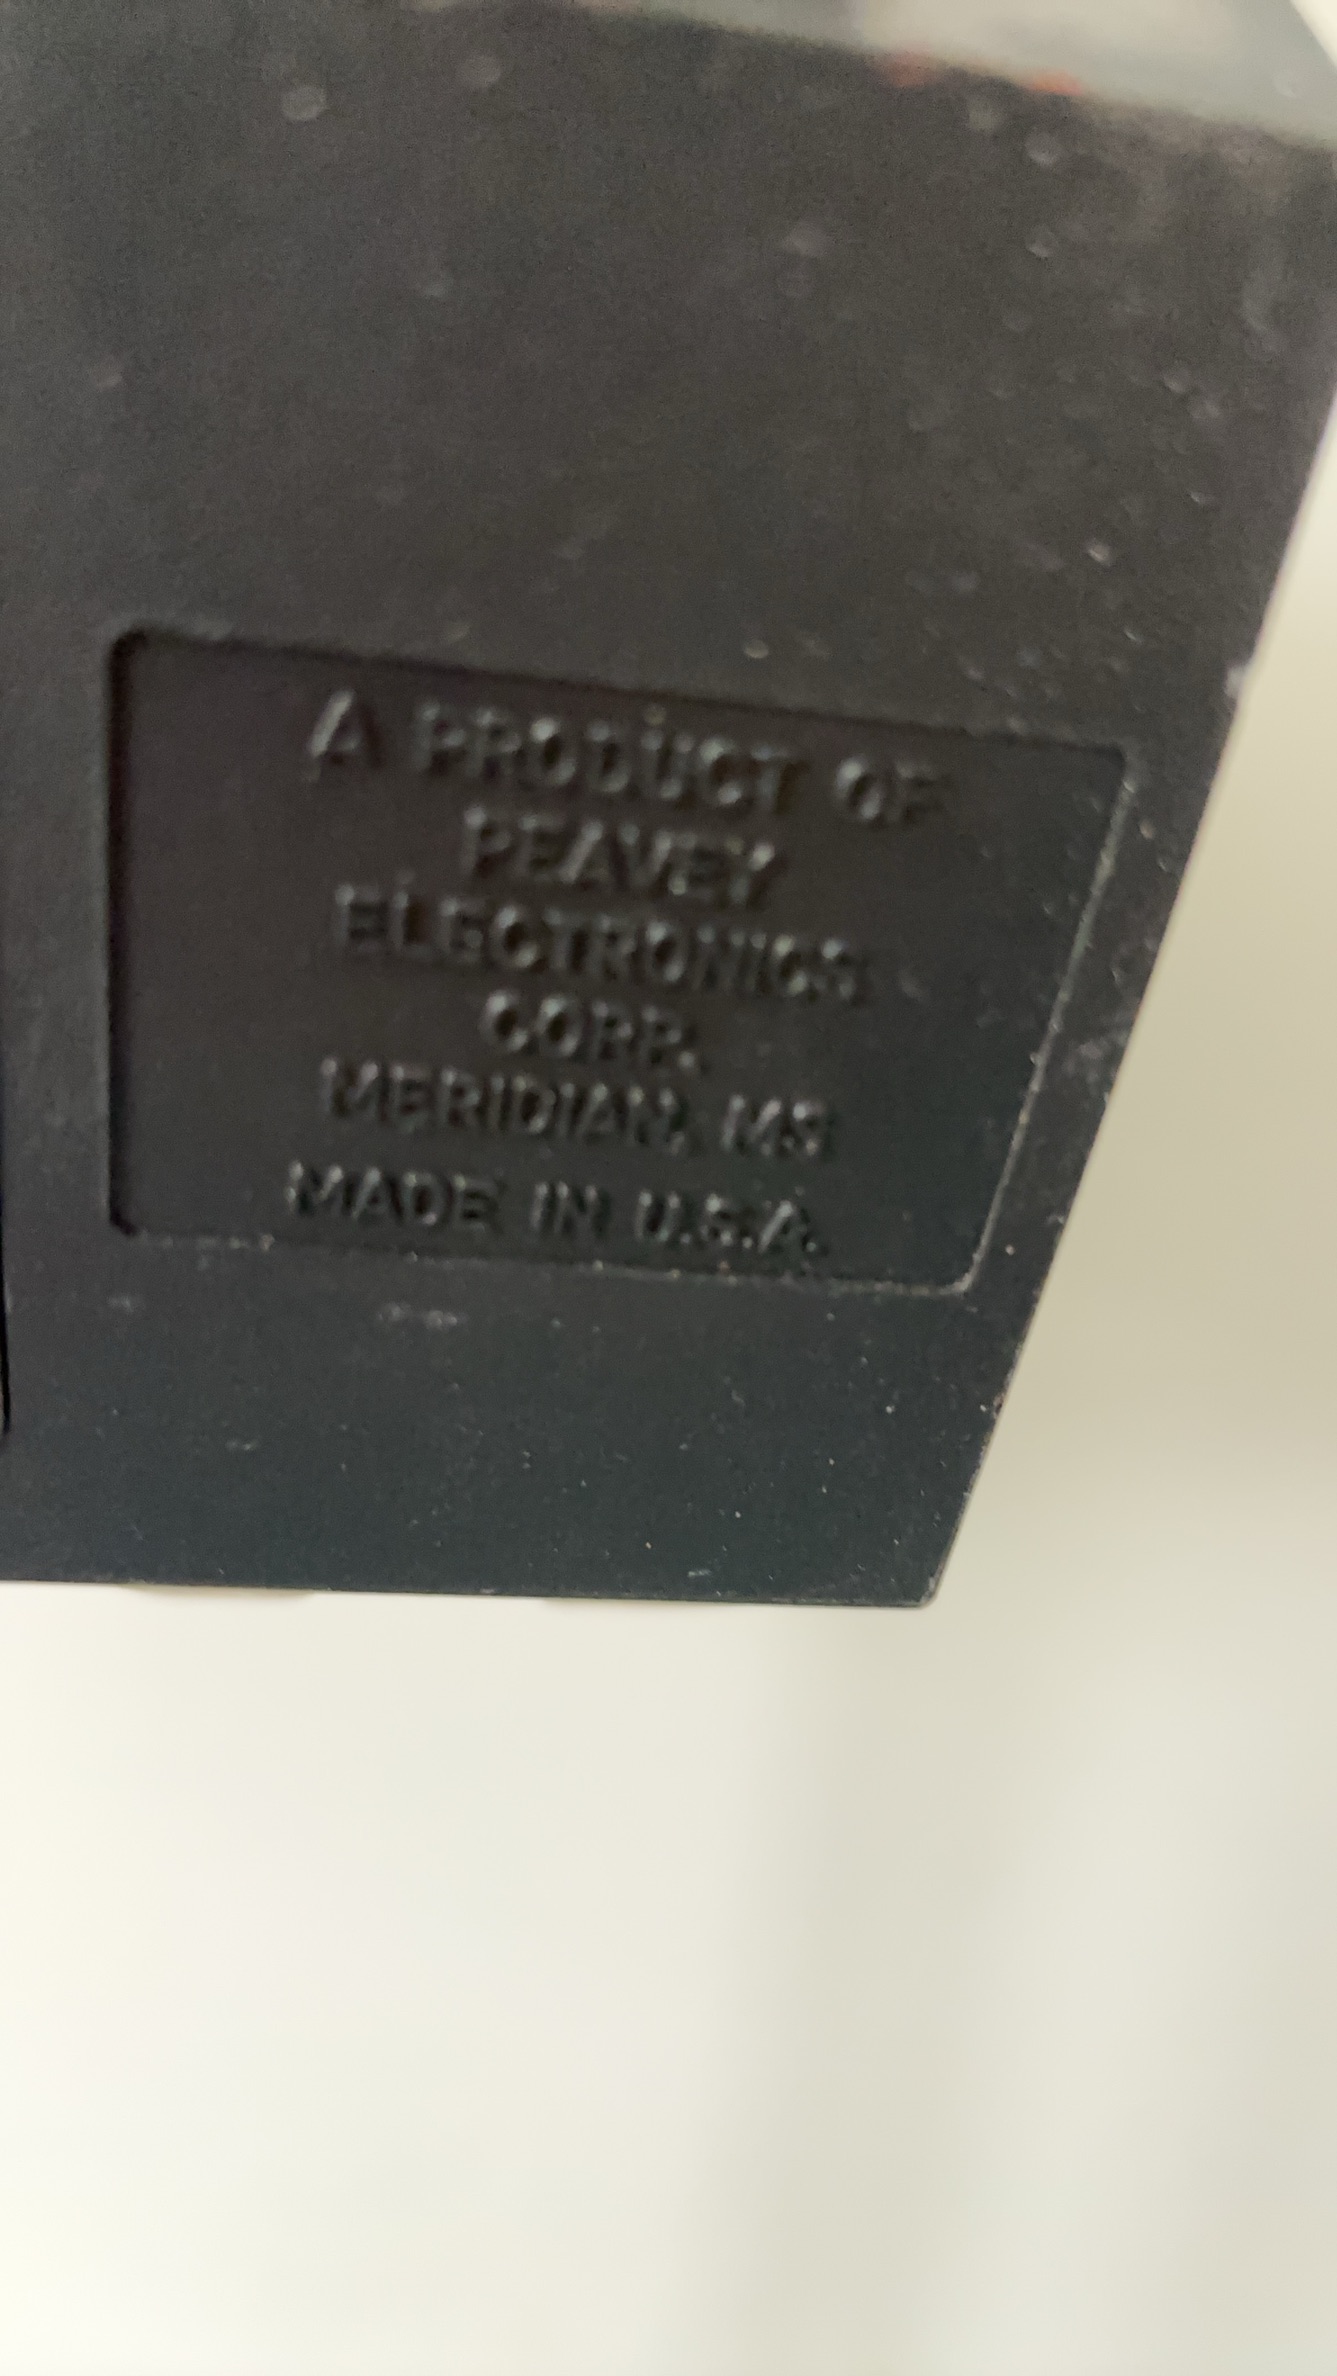 A PRODUCT OF
PEAVEY
ELECTRONICS
CORP.
MERIDIAN, MS
MADE IN U.S.A.